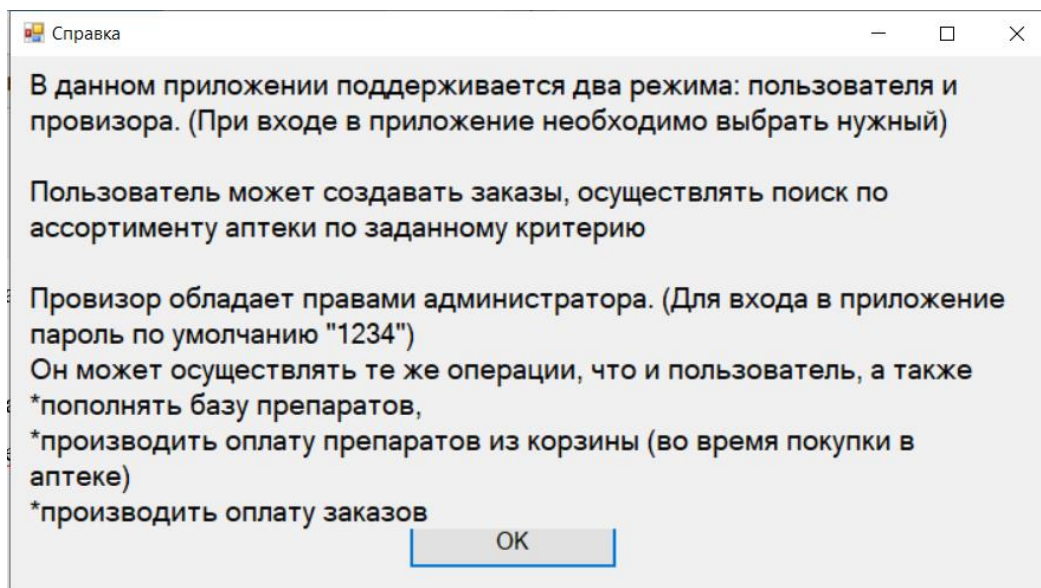 Справка
В данном приложении поддерживается два режима: пользователя и
провизора. (При входе в приложение необходимо выбрать нужный)
Пользователь может создавать заказы, осуществлять поиск по
ассортименту аптеки по заданному критерию
Провизор обладает правами администратора. (Для входа в приложение
пароль по умолчанию "1234")
Он может осуществлять те же операции, что и пользователь, а также
*пополнять базу препаратов,
*производить оплату препаратов из корзины (во время покупки в
аптеке)
*производить оплату заказов
OK